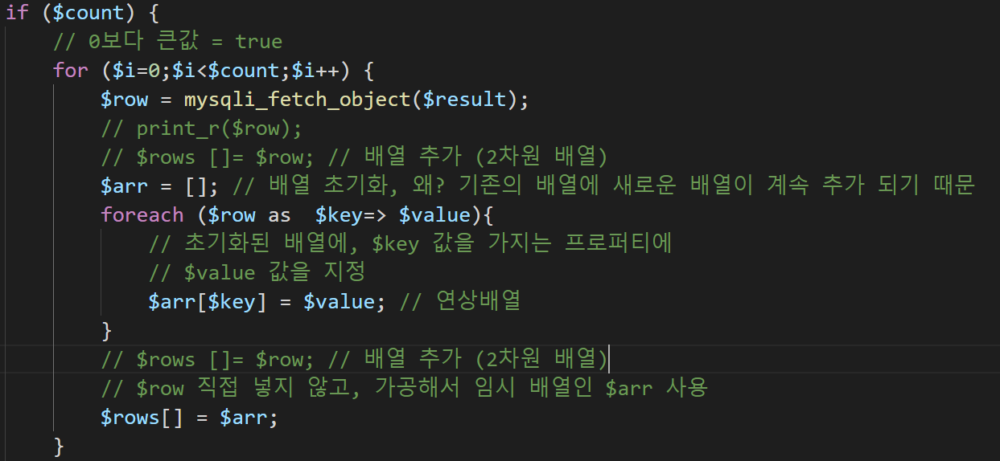 if ($count) {
// 0보다 큰값 = true
for ($i=0;$i<$count;$i++) {
$row = mysqli_fetch_object($result);
// print_r($row);
// $rows []= $row; // 배열 추가 (2차원 배열)
$arr = []; // 배열 초기화, 왜? 기존의 배열에 새로운 배열이 계속 추가 되기 때문
foreach ($row as  $key=> $value){
// 초기화된 배열에, $key 값을 가지는 프로퍼티에
// $value 값을 지정
$arr[$key] = $value; // 연상배열
}
// $rows []= $row; // 배열 추가 (2차원 배열)
// $row 직접 넣지 않고, 가공해서 임시 배열인 $arr 사용
$rows[] = $arr;
}